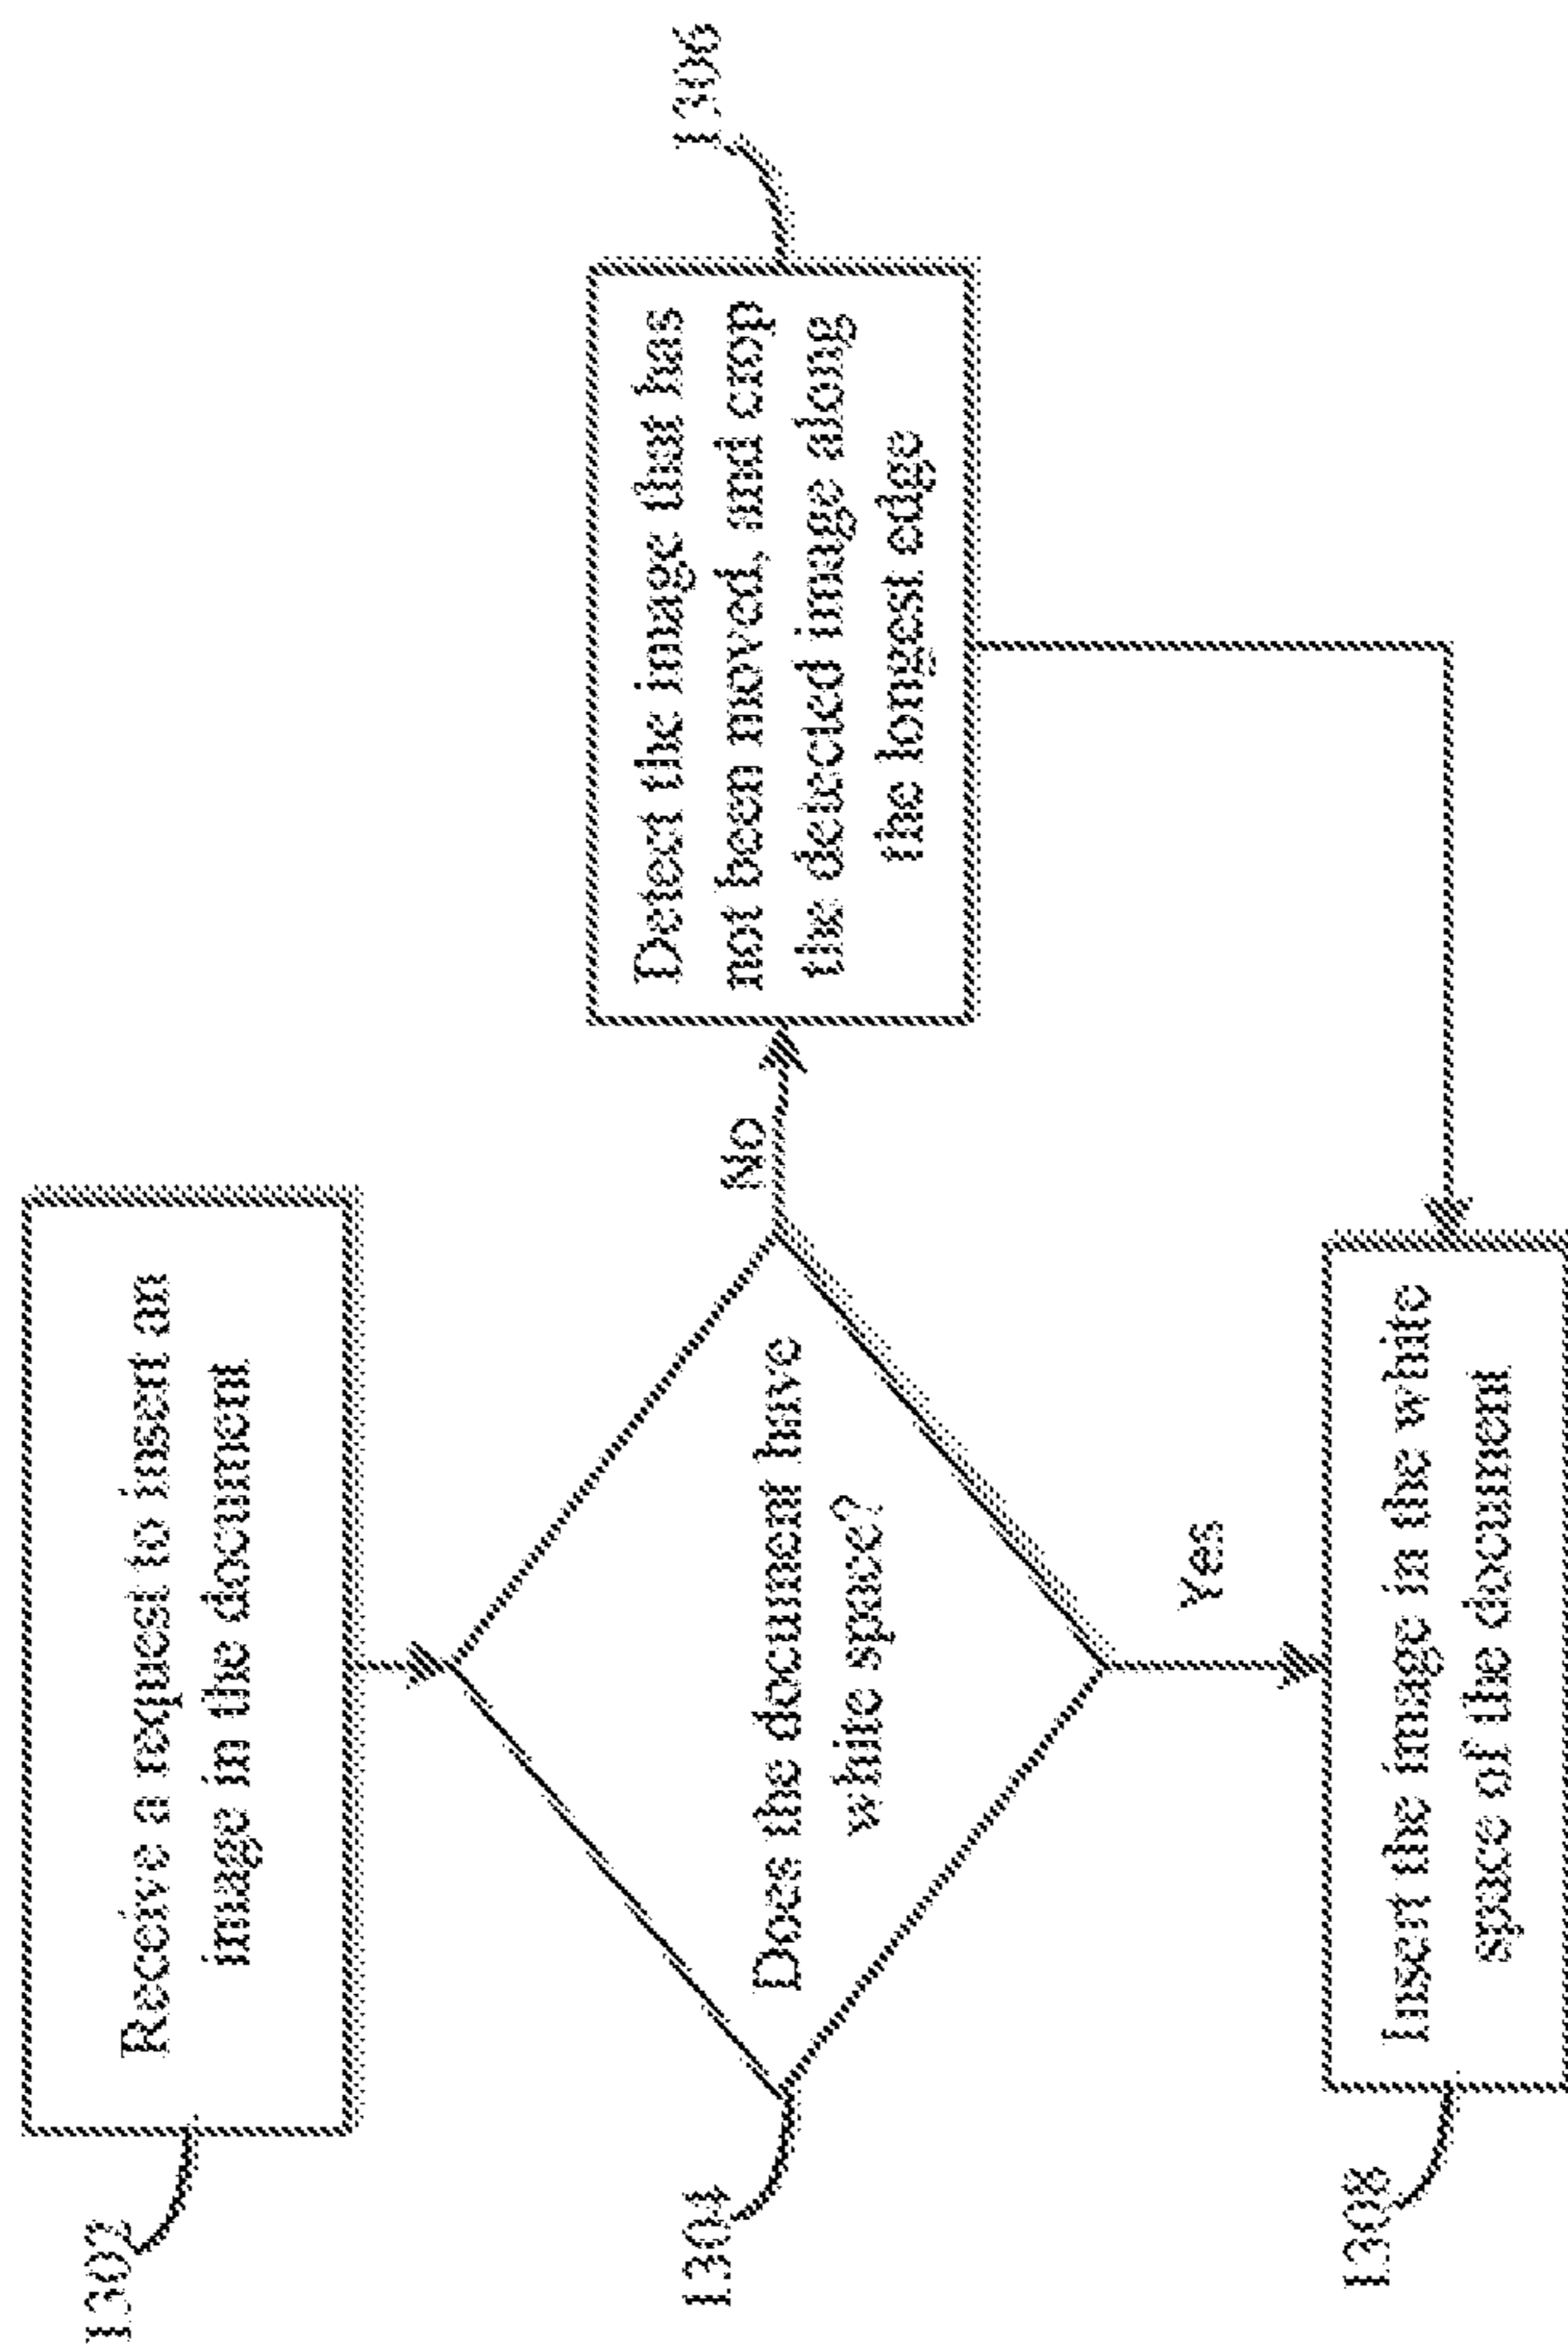 1302
Receive a request to insert an
image in the document
1304
Does the document have
white space?
No
Detect the image that has
not been moved, and crop
the detected image along
the longest edge
1306
Yes
1308
Insert the image in the white
space of the document